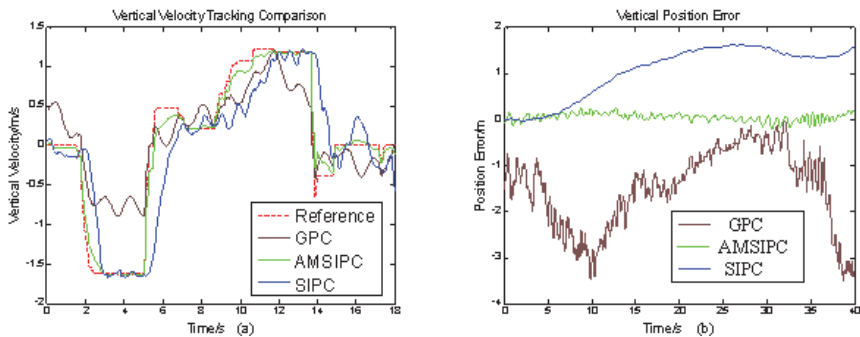 Vertical Velocity Tracking Comparison
Vertical Velocity/m/s
1.5
1
0.5
0
-0.5
-1
-1.5
-2
0 2 4 6 8 10 12 14 16 18
Time/s (a)
Reference
GPC
AMSIPC
SIPC
Vertical Position Error
Position Error/m
2
1
0
-1
-2
-3
-4
0 5 10 15 20 25 30 35 40
Time/s (b)
GPC
AMSIPC
SIPC